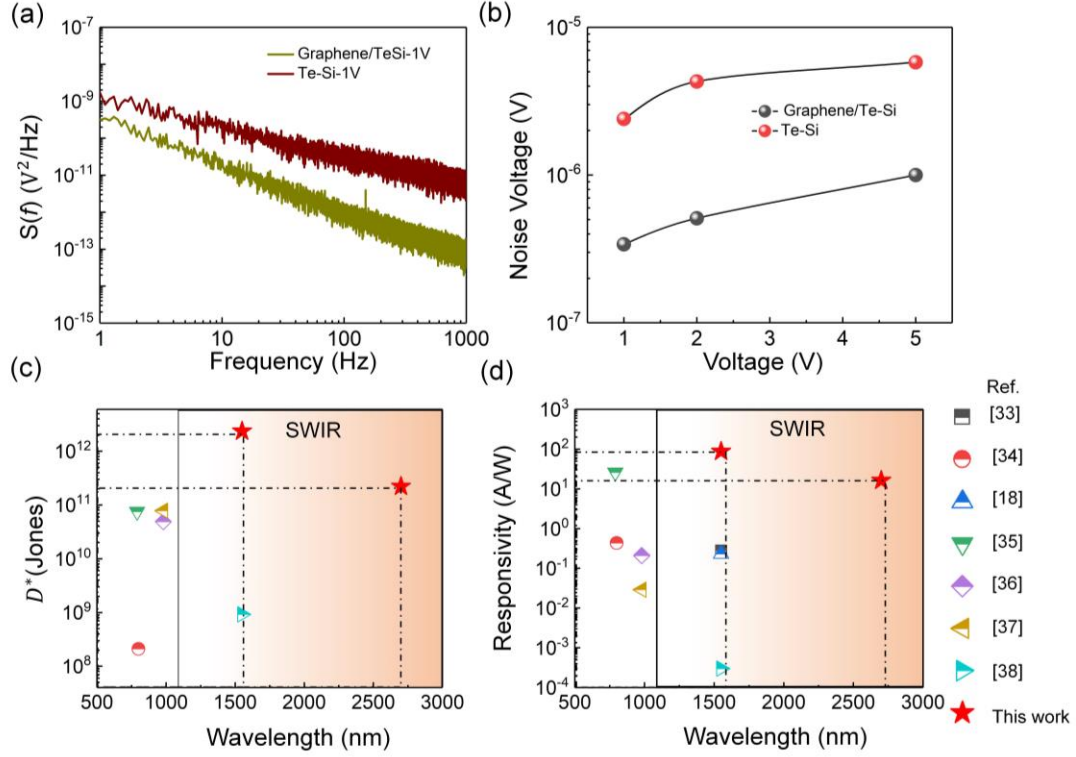 (a)
10⁻⁷
10⁻⁹
10⁻¹¹
10⁻¹³
10⁻¹⁵
S(f) (V²/Hz)
Graphene/TeSi-1V
Te-Si-1V
1
10
100
1000
Frequency (Hz)
(b)
10⁻⁵
10⁻⁶
10⁻⁷
Noise Voltage (V)
Graphene/Te-Si
Te-Si
1
2
3
4
5
Voltage (V)
(c)
10¹²
10¹¹
10¹⁰
10⁹
10⁸
D*(Jones)
SWIR
500
1000
1500
2000
2500
3000
Wavelength (nm)
(d)
10³
10²
10¹
10⁰
10⁻¹
10⁻²
10⁻³
10⁻⁴
Responsivity (A/W)
SWIR
500
1000
1500
2000
2500
3000
Wavelength (nm)
Ref.
[33]
[34]
[18]
[35]
[36]
[37]
[38]
This work